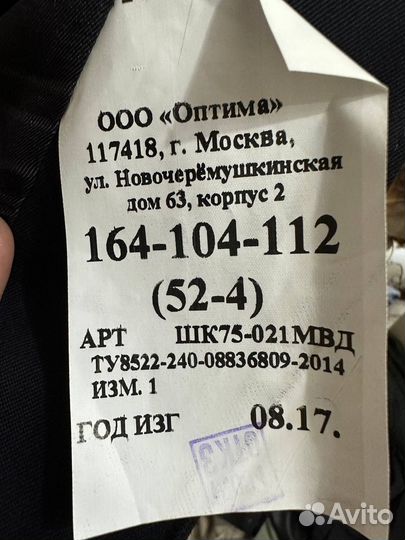 ООО «Оптима»
117418, г. Москва,
ул. Новочерёмушкинская
дом 63, корпус 2
164-104-112
(52-4)
АРТ ШК75-021МВД
ТУ8522-240-08836809-2014
ИЗМ. 1
ГОД ИЗГ 08.17.
Avito